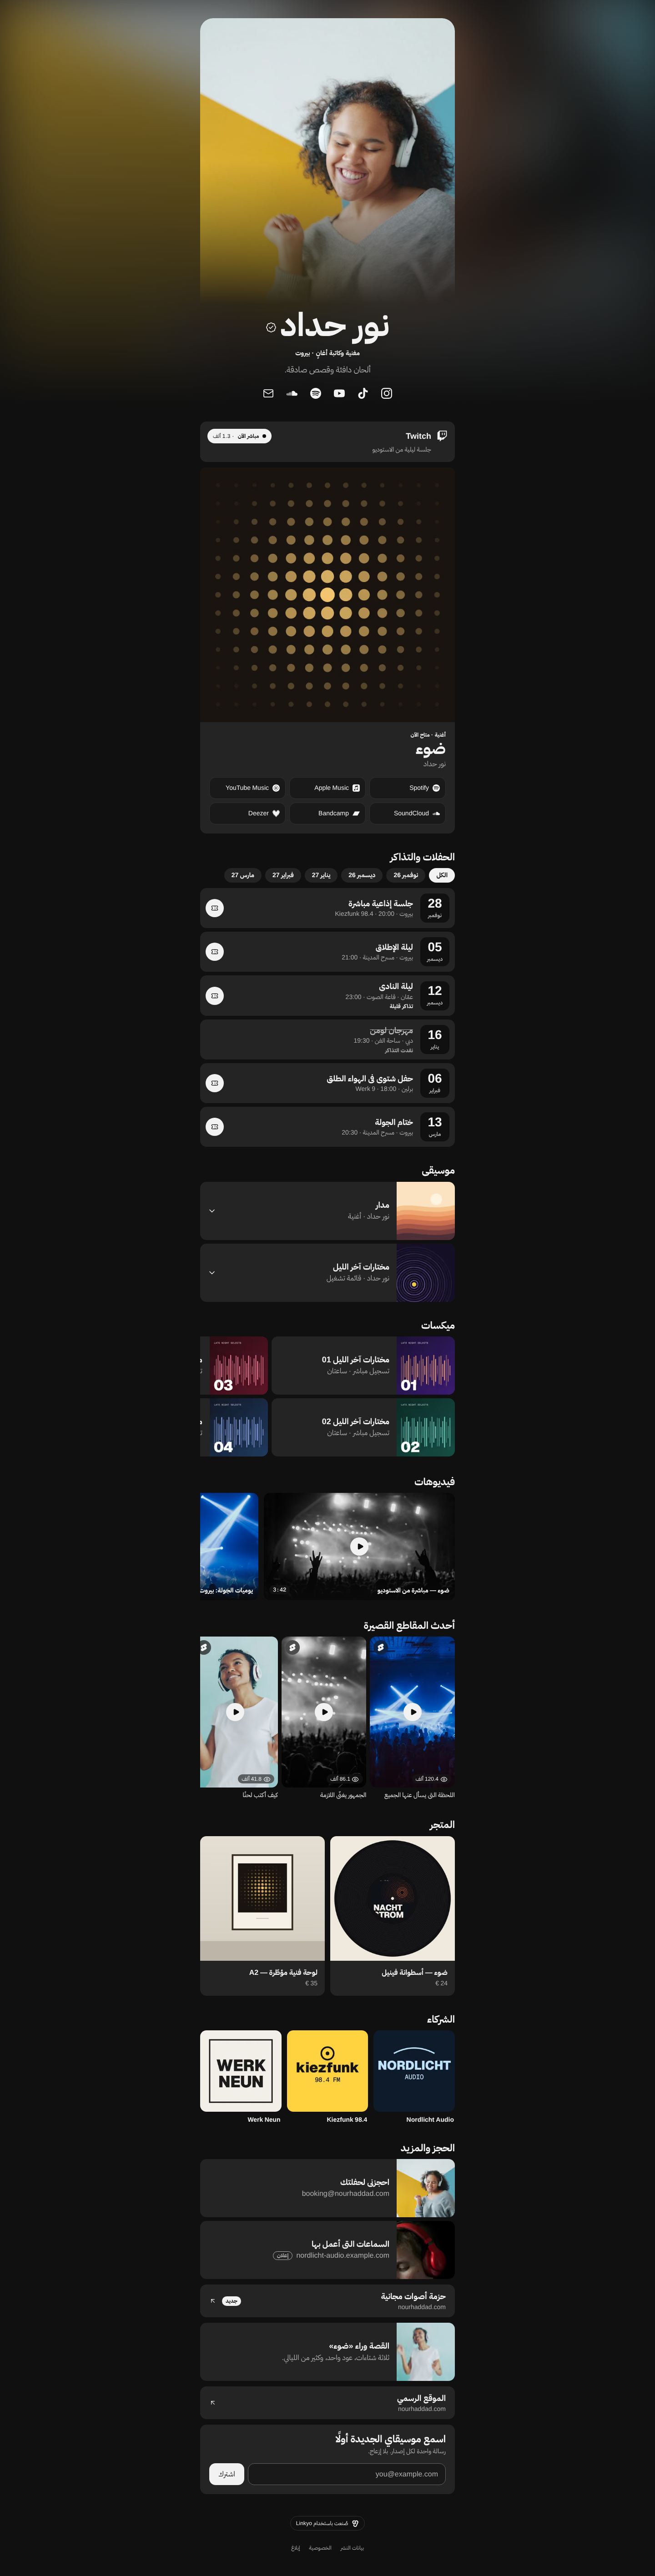 نور حداد
مغنية وكاتبة أغانٍ · بيروت
ألحان دافئة وقصص صادقة.
Twitch
جلسة ليلية من الاستوديو
مباشر الآن · 1.3 ألف
أغنية · متاح الآن
ضوء
نور حداد
Spotify
Apple Music
YouTube Music
SoundCloud
Bandcamp
Deezer
الحفلات والتذاكر
الكل
نوفمبر 26
ديسمبر 26
يناير 27
فبراير 27
مارس 27
28
نوفمبر
جلسة إذاعية مباشرة
بيروت · 20:00 · Kiezfunk 98.4
05
ديسمبر
ليلة الإطلاق
بيروت · مسرح المدينة · 21:00
12
ديسمبر
ليلة النادي
عمّان · قاعة الصوت · 23:00
تذاكر قليلة
16
يناير
مهرجان لومن
دبي · ساحة الفن · 19:30
نفدت التذاكر
06
فبراير
حفل شتوي في الهواء الطلق
برلين · 18:00 · Werk 9
13
مارس
ختام الجولة
بيروت · مسرح المدينة · 20:30
موسيقى
مدار
نور حداد · أغنية
مختارات آخر الليل
نور حداد · قائمة تشغيل
ميكسات
01
مختارات آخر الليل 01
تسجيل مباشر · ساعتان
03
02
مختارات آخر الليل 02
تسجيل مباشر · ساعتان
04
فيديوهات
ضوء — مباشرة من الاستوديو
3:42
يوميات الجولة: بيروت
أحدث المقاطع القصيرة
120.4 ألف
86.1 ألف
41.8 ألف
اللحظة التي يسأل عنها الجميع
الجمهور يغنّي اللازمة
كيف أكتب لحنًا
المتجر
NACHT
STROM
ضوء — أسطوانة فينيل
24 €
لوحة فنية مؤطرة — A2
35 €
الشركاء
NORDLICHT
AUDIO
Nordlicht Audio
kiezfunk
98.4 FM
Kiezfunk 98.4
WERK
NEUN
Werk Neun
الحجز والمزيد
احجزني لحفلتك
booking@nourhaddad.com
السماعات التي أعمل بها
nordlicht-audio.example.com
إعلان
حزمة أصوات مجانية
nourhaddad.com
جديد
القصة وراء «ضوء»
ثلاثة شتاءات، عود واحد، وكثير من الليالي.
الموقع الرسمي
nourhaddad.com
اسمع موسيقاي الجديدة أولًا
رسالة واحدة لكل إصدار. بلا إزعاج.
you@example.com
اشترك
صُنعت باستخدام Linkyo
بيانات النشر
الخصوصية
إبلاغ